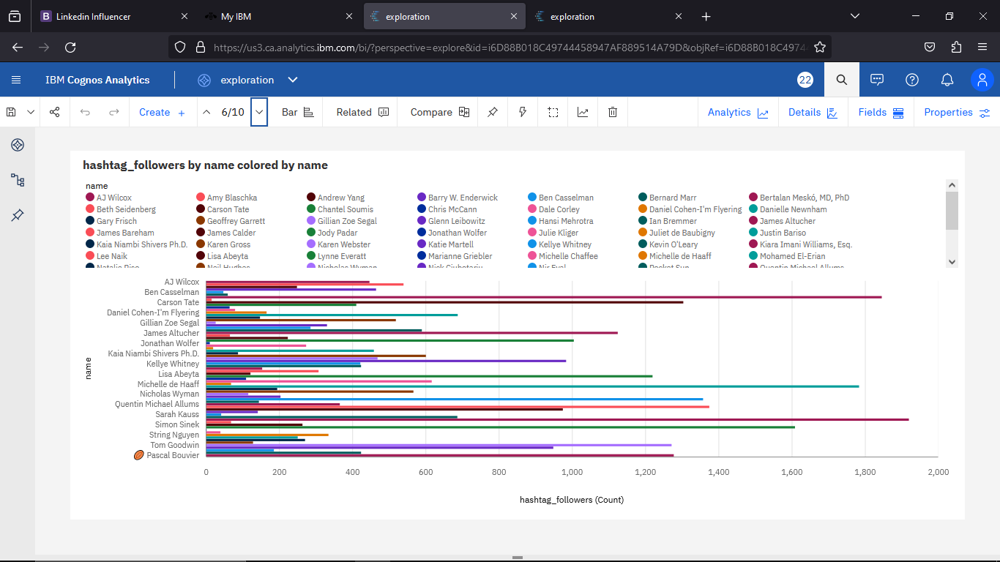 Linkedin Influencer
My IBM
exploration
exploration
https://us3.ca.analytics.ibm.com/bi/?perspective=explore&id=i6D88B018C49744458947AF889514A79D&objRef=i6D88B018C4974
IBM Cognos Analytics
exploration
22
Create
6/10
Bar
Related
Compare
Analytics
Details
Fields
Properties
hashtag_followers by name colored by name
name
AJ Wilcox Amy Blaschka Andrew Yang Barry W. Enderwick Ben Casselman Bernard Marr Bertalan Meskó, MD, PhD
Beth Seidenberg Carson Tate Chantel Soumis Chris McCann Dale Corley Daniel Cohen-I'm Flyering Danielle Newnham
Gary Frisch Geoffrey Garrett Gillian Zoe Segal Glenn Leibowitz Hansi Mehrotra Ian Bremmer James Altucher
James Bareham James Calder Jody Padar Jonathan Wolfer Julie Kliger Juliet de Baubigny Justin Bariso
Kaia Niambi Shivers Ph.D. Karen Gross Karen Webster Katie Martell Kellye Whitney Kevin O'Leary Kiara Imani Williams, Esq.
Lee Naik Lisa Abeyta Lynne Everatt Marianne Griebler Michelle Chaffee Michelle de Haaff Mohamed El-Erian
Neil Hughes Nicholas Wyman Nir Eyal Pocket Sun Quentin Michael Allums
AJ Wilcox
Ben Casselman
Carson Tate
Daniel Cohen-I'm Flyering
Gillian Zoe Segal
James Altucher
Jonathan Wolfer
Kaia Niambi Shivers Ph.D.
Kellye Whitney
Lisa Abeyta
Michelle de Haaff
Nicholas Wyman
Quentin Michael Allums
Sarah Kauss
Simon Sinek
String Nguyen
Tom Goodwin
Pascal Bouvier
name
0 200 400 600 800 1,000 1,200 1,400 1,600 1,800 2,000
hashtag_followers (Count)